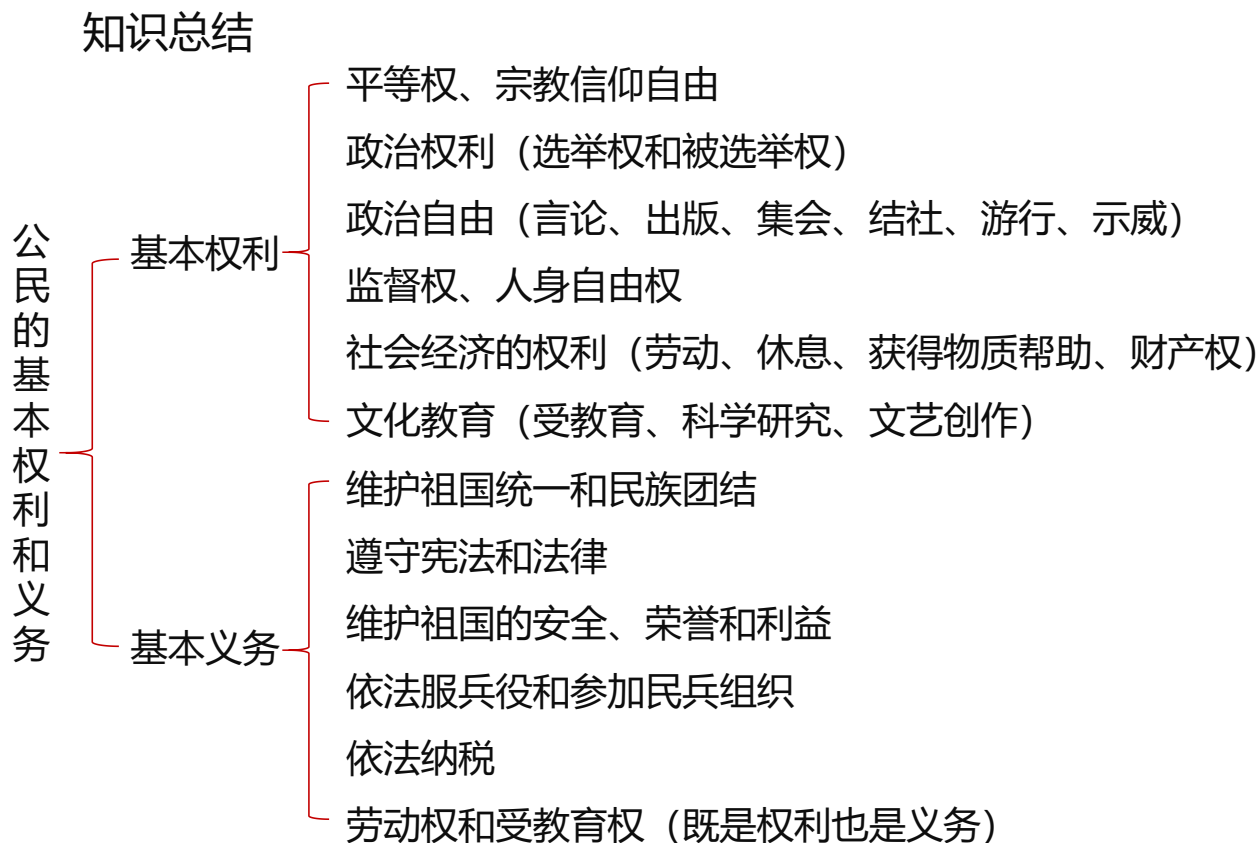 知识总结
公民的基本权利和义务
基本权利
平等权、宗教信仰自由
政治权利（选举权和被选举权）
政治自由（言论、出版、集会、结社、游行、示威）
监督权、人身自由权
社会经济的权利（劳动、休息、获得物质帮助、财产权）
文化教育（受教育、科学研究、文艺创作）
基本义务
维护祖国统一和民族团结
遵守宪法和法律
维护祖国的安全、荣誉和利益
依法服兵役和参加民兵组织
依法纳税
劳动权和受教育权（既是权利也是义务）